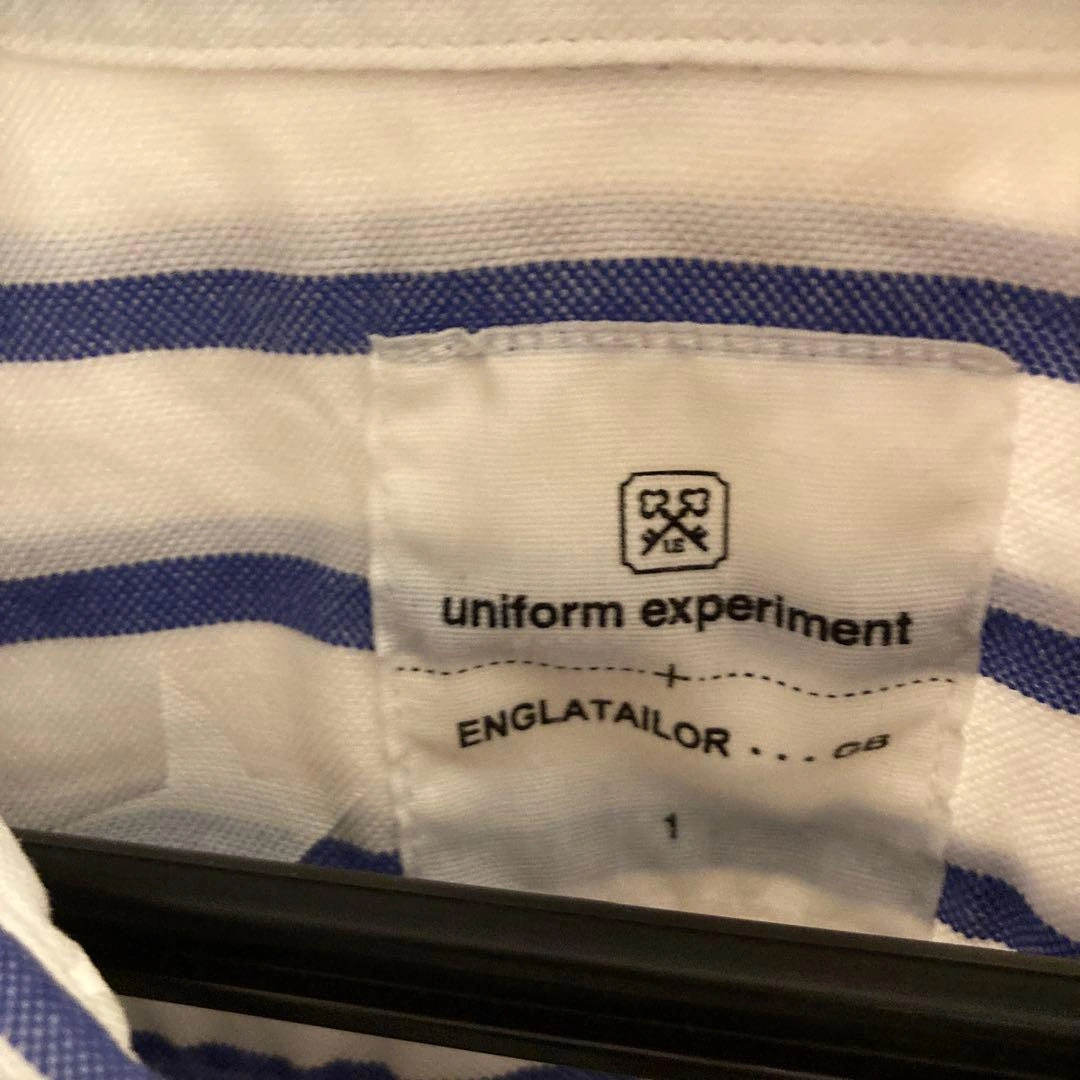 UE
uniform experiment
ENGLATAILOR . . . GB
1